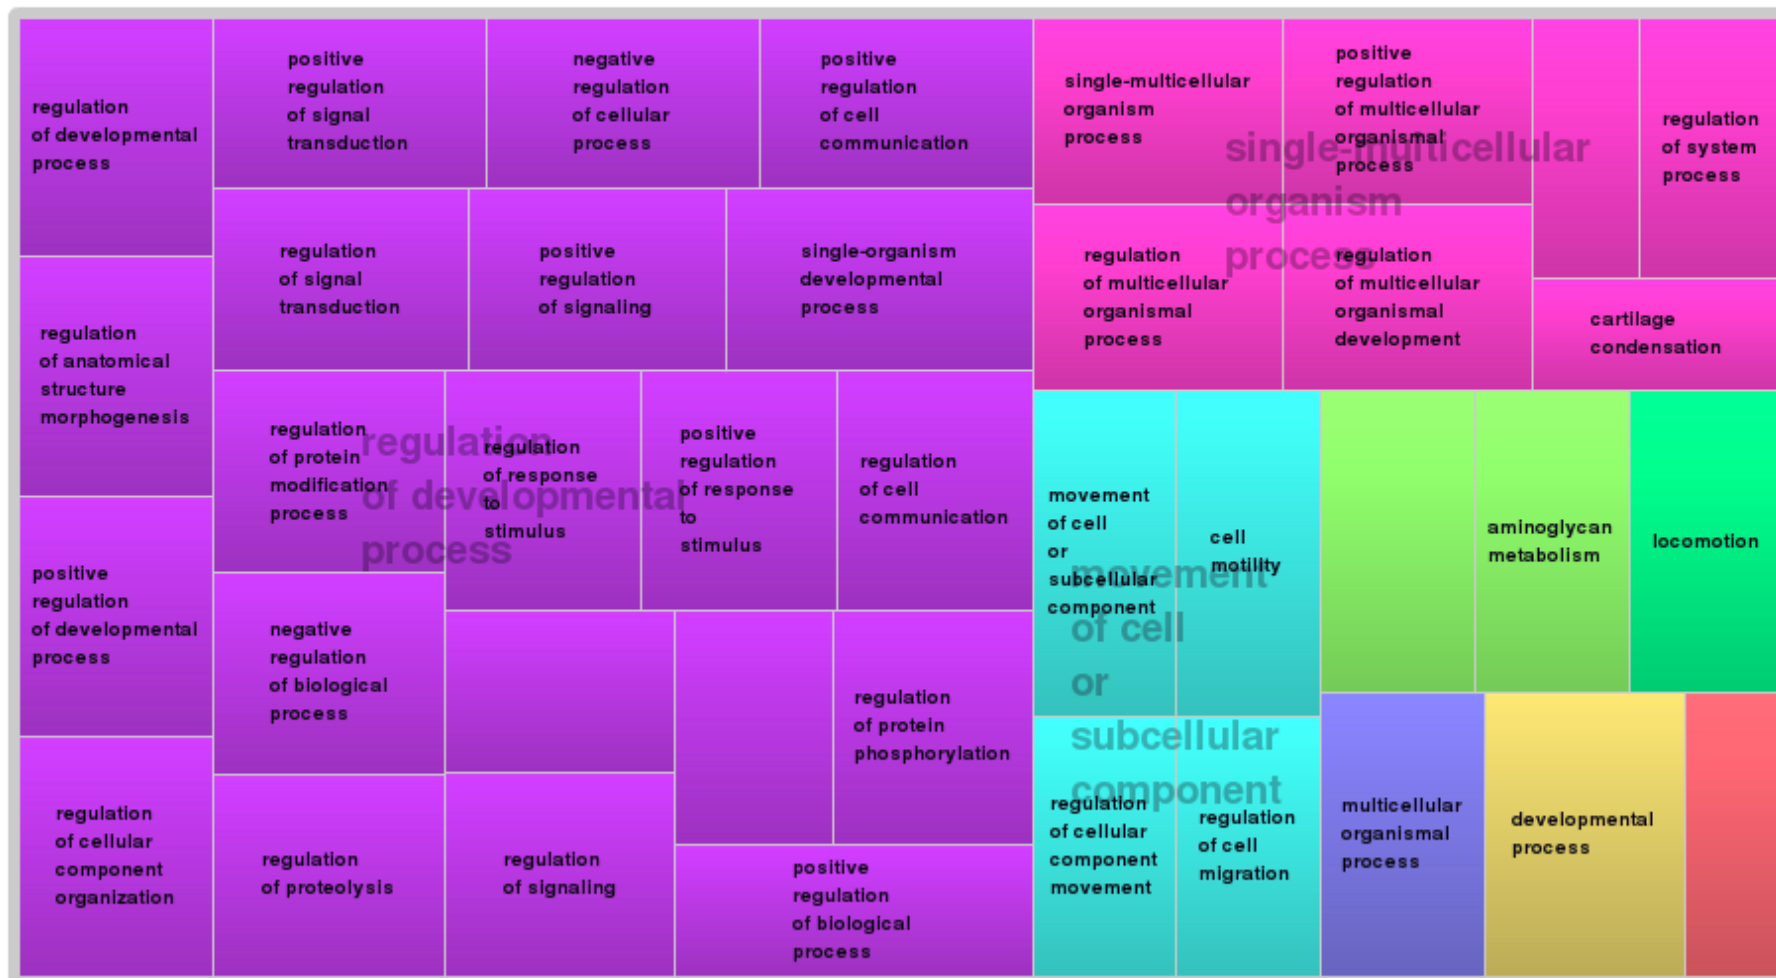 regulation
of developmental
process
positive
regulation
of signal
transduction
negative
regulation
of cellular
process
positive
regulation
of cell
communication
single-multicellular
organism
process
positive
regulation
of multicellular
organismal
process
regulation
of system
process
single-multicellular
organism
process
regulation
of signal
transduction
positive
regulation
of signaling
single-organism
developmental
process
regulation
of multicellular
organismal
process
regulation
of multicellular
organismal
development
cartilage
condensation
regulation
of anatomical
structure
morphogenesis
regulation
of protein
modification
process
regulation
of response
to
stimulus
positive
regulation
of response
to
stimulus
regulation
of cell
communication
regulation
of developmental
process
movement
of cell
or
subcellular
component
cell
motility
aminoglycan
metabolism
locomotion
movement
of cell
or
subcellular
component
positive
regulation
of developmental
process
negative
regulation
of biological
process
regulation
of protein
phosphorylation
regulation
of cellular
component
organization
regulation
of proteolysis
regulation
of signaling
positive
regulation
of biological
process
regulation
of cellular
component
movement
regulation
of cell
migration
multicellular
organismal
process
developmental
process